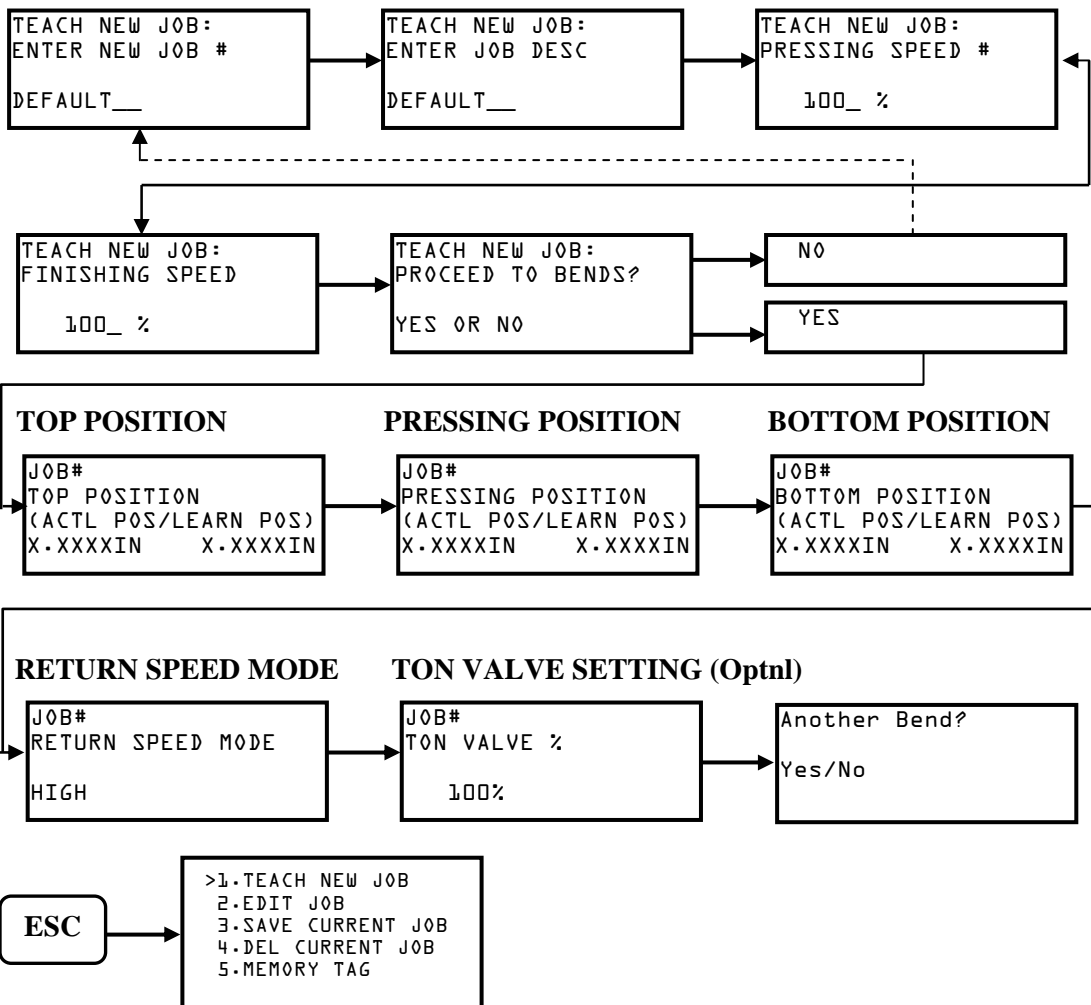 TEACH NEW JOB:
ENTER NEW JOB #
DEFAULT__
TEACH NEW JOB:
ENTER JOB DESC
DEFAULT__
TEACH NEW JOB:
PRESSING SPEED #
100_ %
TEACH NEW JOB:
FINISHING SPEED
100_ %
TEACH NEW JOB:
PROCEED TO BENDS?
YES OR NO
NO
YES
TOP POSITION
JOB#
TOP POSITION
(ACTL POS/LEARN POS)
X.XXXXIN X.XXXXIN
PRESSING POSITION
JOB#
PRESSING POSITION
(ACTL POS/LEARN POS)
X.XXXXIN X.XXXXIN
BOTTOM POSITION
JOB#
BOTTOM POSITION
(ACTL POS/LEARN POS)
X.XXXXIN X.XXXXIN
RETURN SPEED MODE
JOB#
RETURN SPEED MODE
HIGH
TON VALVE SETTING (Optnl)
JOB#
TON VALVE %
100%
Another Bend?
Yes/No
ESC
>1.TEACH NEW JOB
2.EDIT JOB
3.SAVE CURRENT JOB
4.DEL CURRENT JOB
5.MEMORY TAG